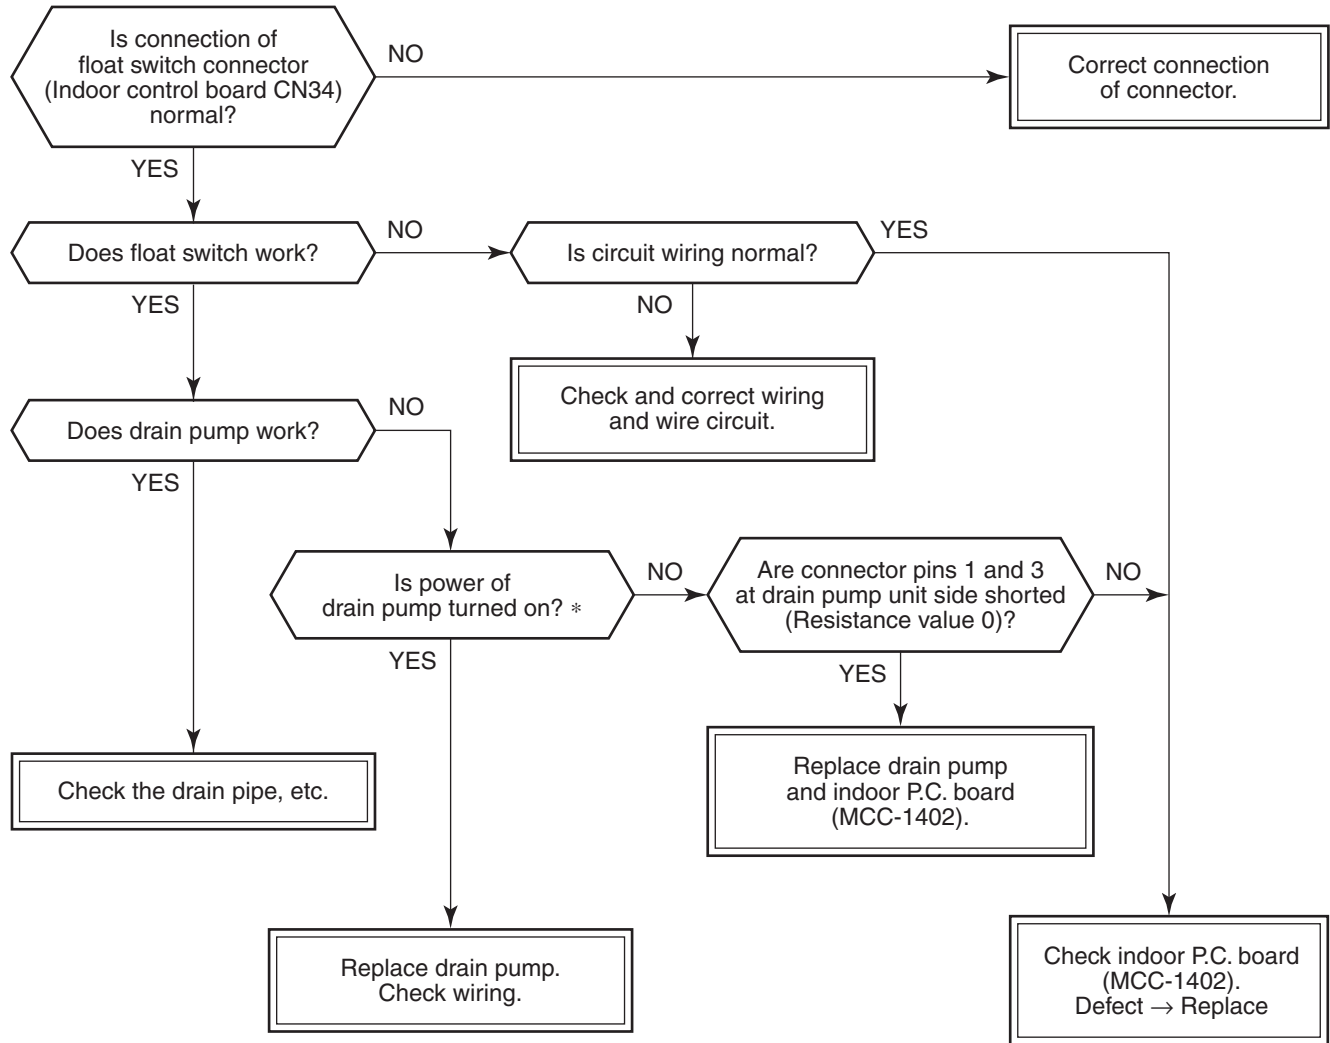 Is connection of
float switch connector
(Indoor control board CN34)
normal?
NO
Correct connection
of connector.
YES
Does float switch work?
NO
Is circuit wiring normal?
YES
YES
NO
Check and correct wiring
and wire circuit.
Does drain pump work?
NO
YES
Is power of
drain pump turned on? *
NO
Are connector pins 1 and 3
at drain pump unit side shorted
(Resistance value 0)?
NO
YES
YES
Check the drain pipe, etc.
Replace drain pump
and indoor P.C. board
(MCC-1402).
Replace drain pump.
Check wiring.
Check indoor P.C. board
(MCC-1402).
Defect → Replace